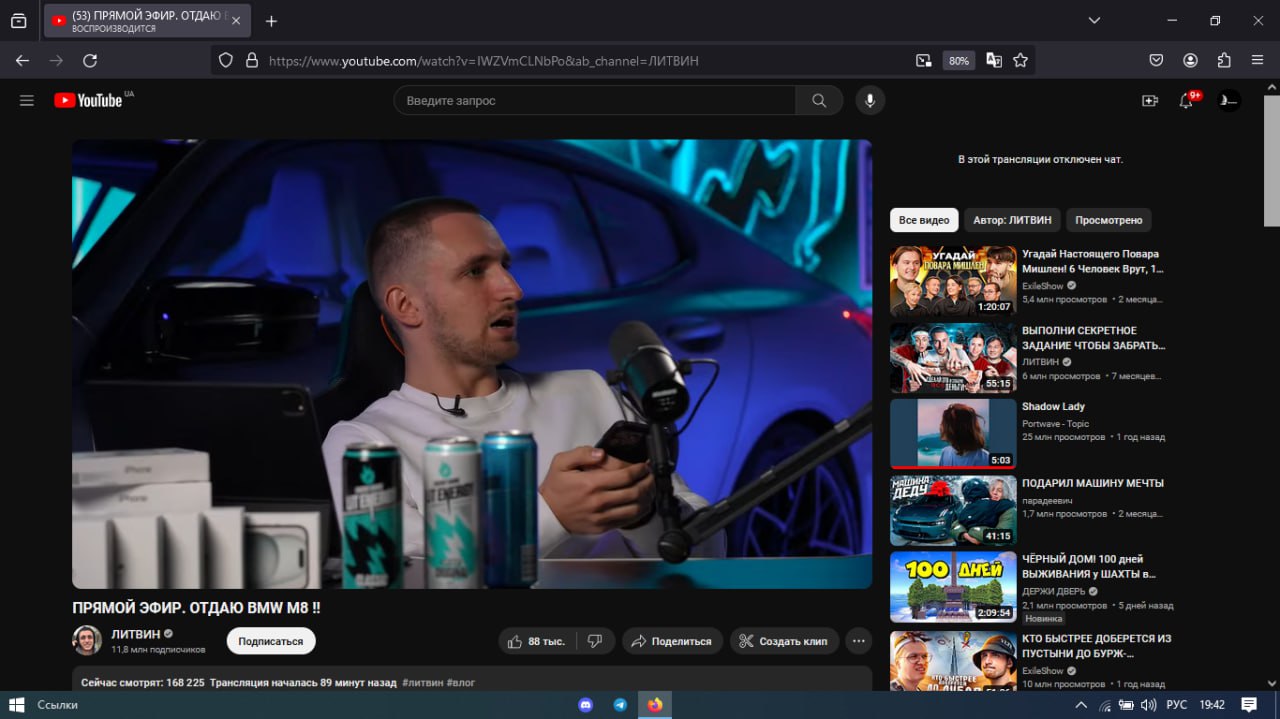 (53) ПРЯМОЙ ЭФИР. ОТДАЮ
ВОСПРОИЗВОДИТСЯ
https://www.youtube.com/watch?v=IWZVmCLNbPo&ab_channel=ЛИТВИН
80%
YouTube UA
Введите запрос
9+
В этой трансляции отключен чат.
Все видео
Автор: ЛИТВИН
Просмотрено
УГАДАЙ
ПОВАРА МИШЛЕН
1:20:07
Угадай Настоящего Повара
Мишлен! 6 Человек Врут, 1...
ExileShow
5,4 млн просмотров • 2 месяца...
55:15
ВЫПОЛНИ СЕКРЕТНОЕ
ЗАДАНИЕ ЧТОБЫ ЗАБРАТЬ...
ЛИТВИН
6 млн просмотров • 7 месяцев...
5:03
Shadow Lady
Portwave - Topic
25 млн просмотров • 1 год назад
МАШИНА
ДЕДУ
41:15
ПОДАРИЛ МАШИНУ МЕЧТЫ
парадеевич
1,7 млн просмотров • 2 месяца...
100 ДНЕЙ
2:09:54
ЧЁРНЫЙ ДОМ! 100 дней
ВЫЖИВАНИЯ у ШАХТЫ в...
ДЕРЖИ ДВЕРЬ
2,1 млн просмотров • 5 дней назад
Новинка
КТО БЫСТРЕЕ ДОБЕРЕТСЯ ИЗ
ПУСТЫНИ ДО БУРЖ-...
ExileShow
10 млн просмотров • 1 год назад
iPhone
iPhone
ENERGY
CLASSIC
ПРЯМОЙ ЭФИР. ОТДАЮ BMW M8 !!
ЛИТВИН
11,8 млн подписчиков
Подписаться
88 тыс.
Поделиться
Создать клип
Сейчас смотрят: 168 225 Трансляция началась 89 минут назад #литвин #влог
Ссылки
РУС
19:42